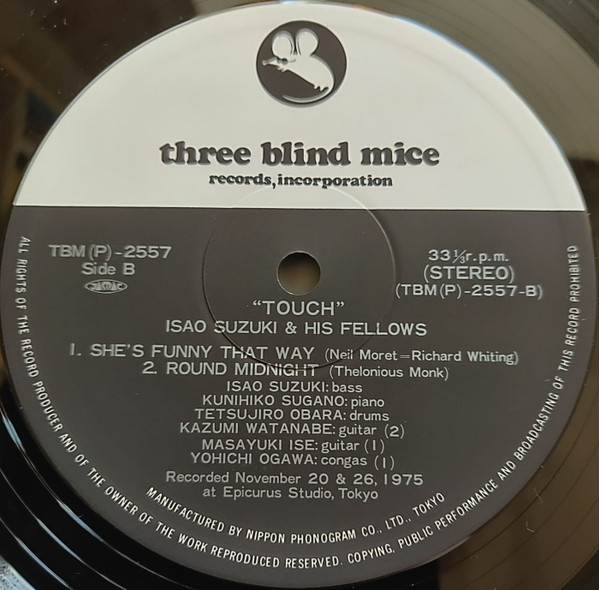 three blind mice
records, incorporation
TBM(P)-2557
Side B
JASRAC
33⅓r.p.m.
(STEREO)
(TBM(P)-2557-B)
“TOUCH”
ISAO SUZUKI & HIS FELLOWS
1. SHE'S FUNNY THAT WAY (Neil Moret=Richard Whiting)
2. ROUND MIDNIGHT (Thelonious Monk)
ISAO SUZUKI: bass
KUNIHIKO SUGANO: piano
TETSUJIRO OBARA: drums
KAZUMI WATANABE: guitar (2)
MASAYUKI ISE: guitar (1)
YOHICHI OGAWA: congas (1)
Recorded November 20 & 26, 1975
at Epicurus Studio, Tokyo
MANUFACTURED BY NIPPON PHONOGRAM CO., LTD., TOKYO
ALL RIGHTS OF THE RECORD PRODUCER AND OF THE OWNER OF THE WORK REPRODUCED RESERVED. COPYING, PUBLIC PERFORMANCE AND BROADCASTING OF THIS RECORD PROHIBITED